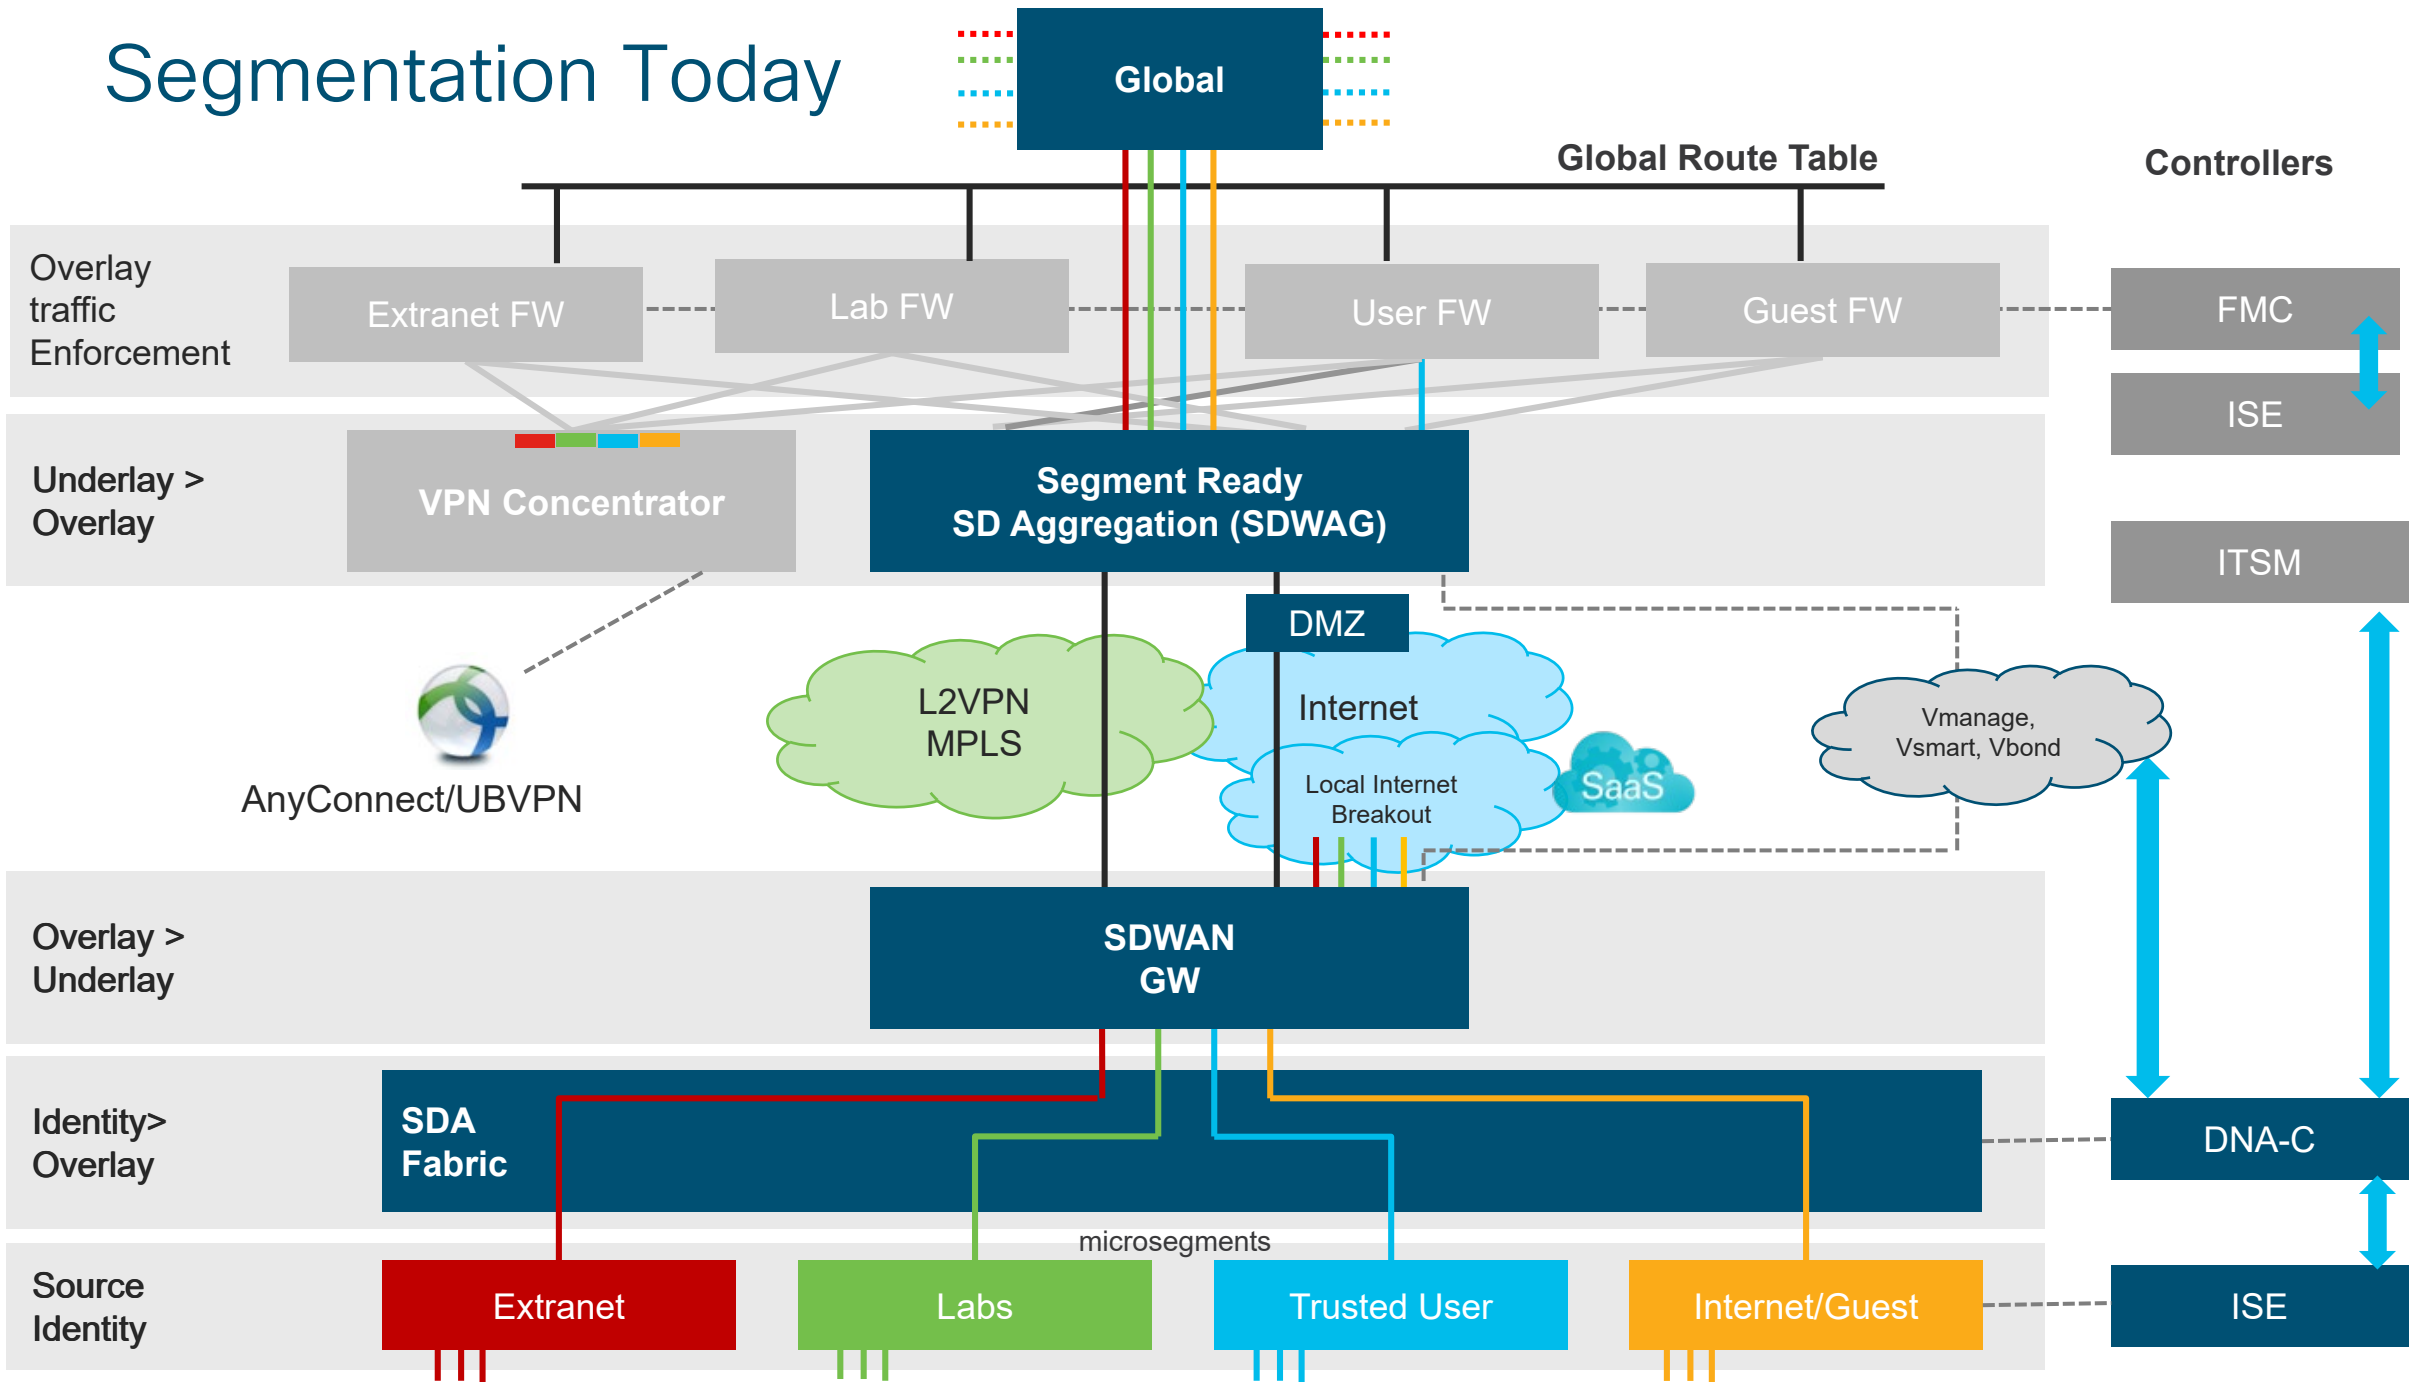 Segmentation Today
Global
Global Route Table
Controllers
Overlay
traffic
Enforcement
Extranet FW
Lab FW
User FW
Guest FW
FMC
ISE
Underlay >
Overlay
VPN Concentrator
Segment Ready
SD Aggregation (SDWAG)
ITSM
DMZ
L2VPN
MPLS
Internet
Local Internet
Breakout
SaaS
Vmanage,
Vsmart, Vbond
AnyConnect/UBVPN
Overlay >
Underlay
SDWAN
GW
Identity>
Overlay
SDA
Fabric
DNA-C
microsegments
Source
Identity
Extranet
Labs
Trusted User
Internet/Guest
ISE